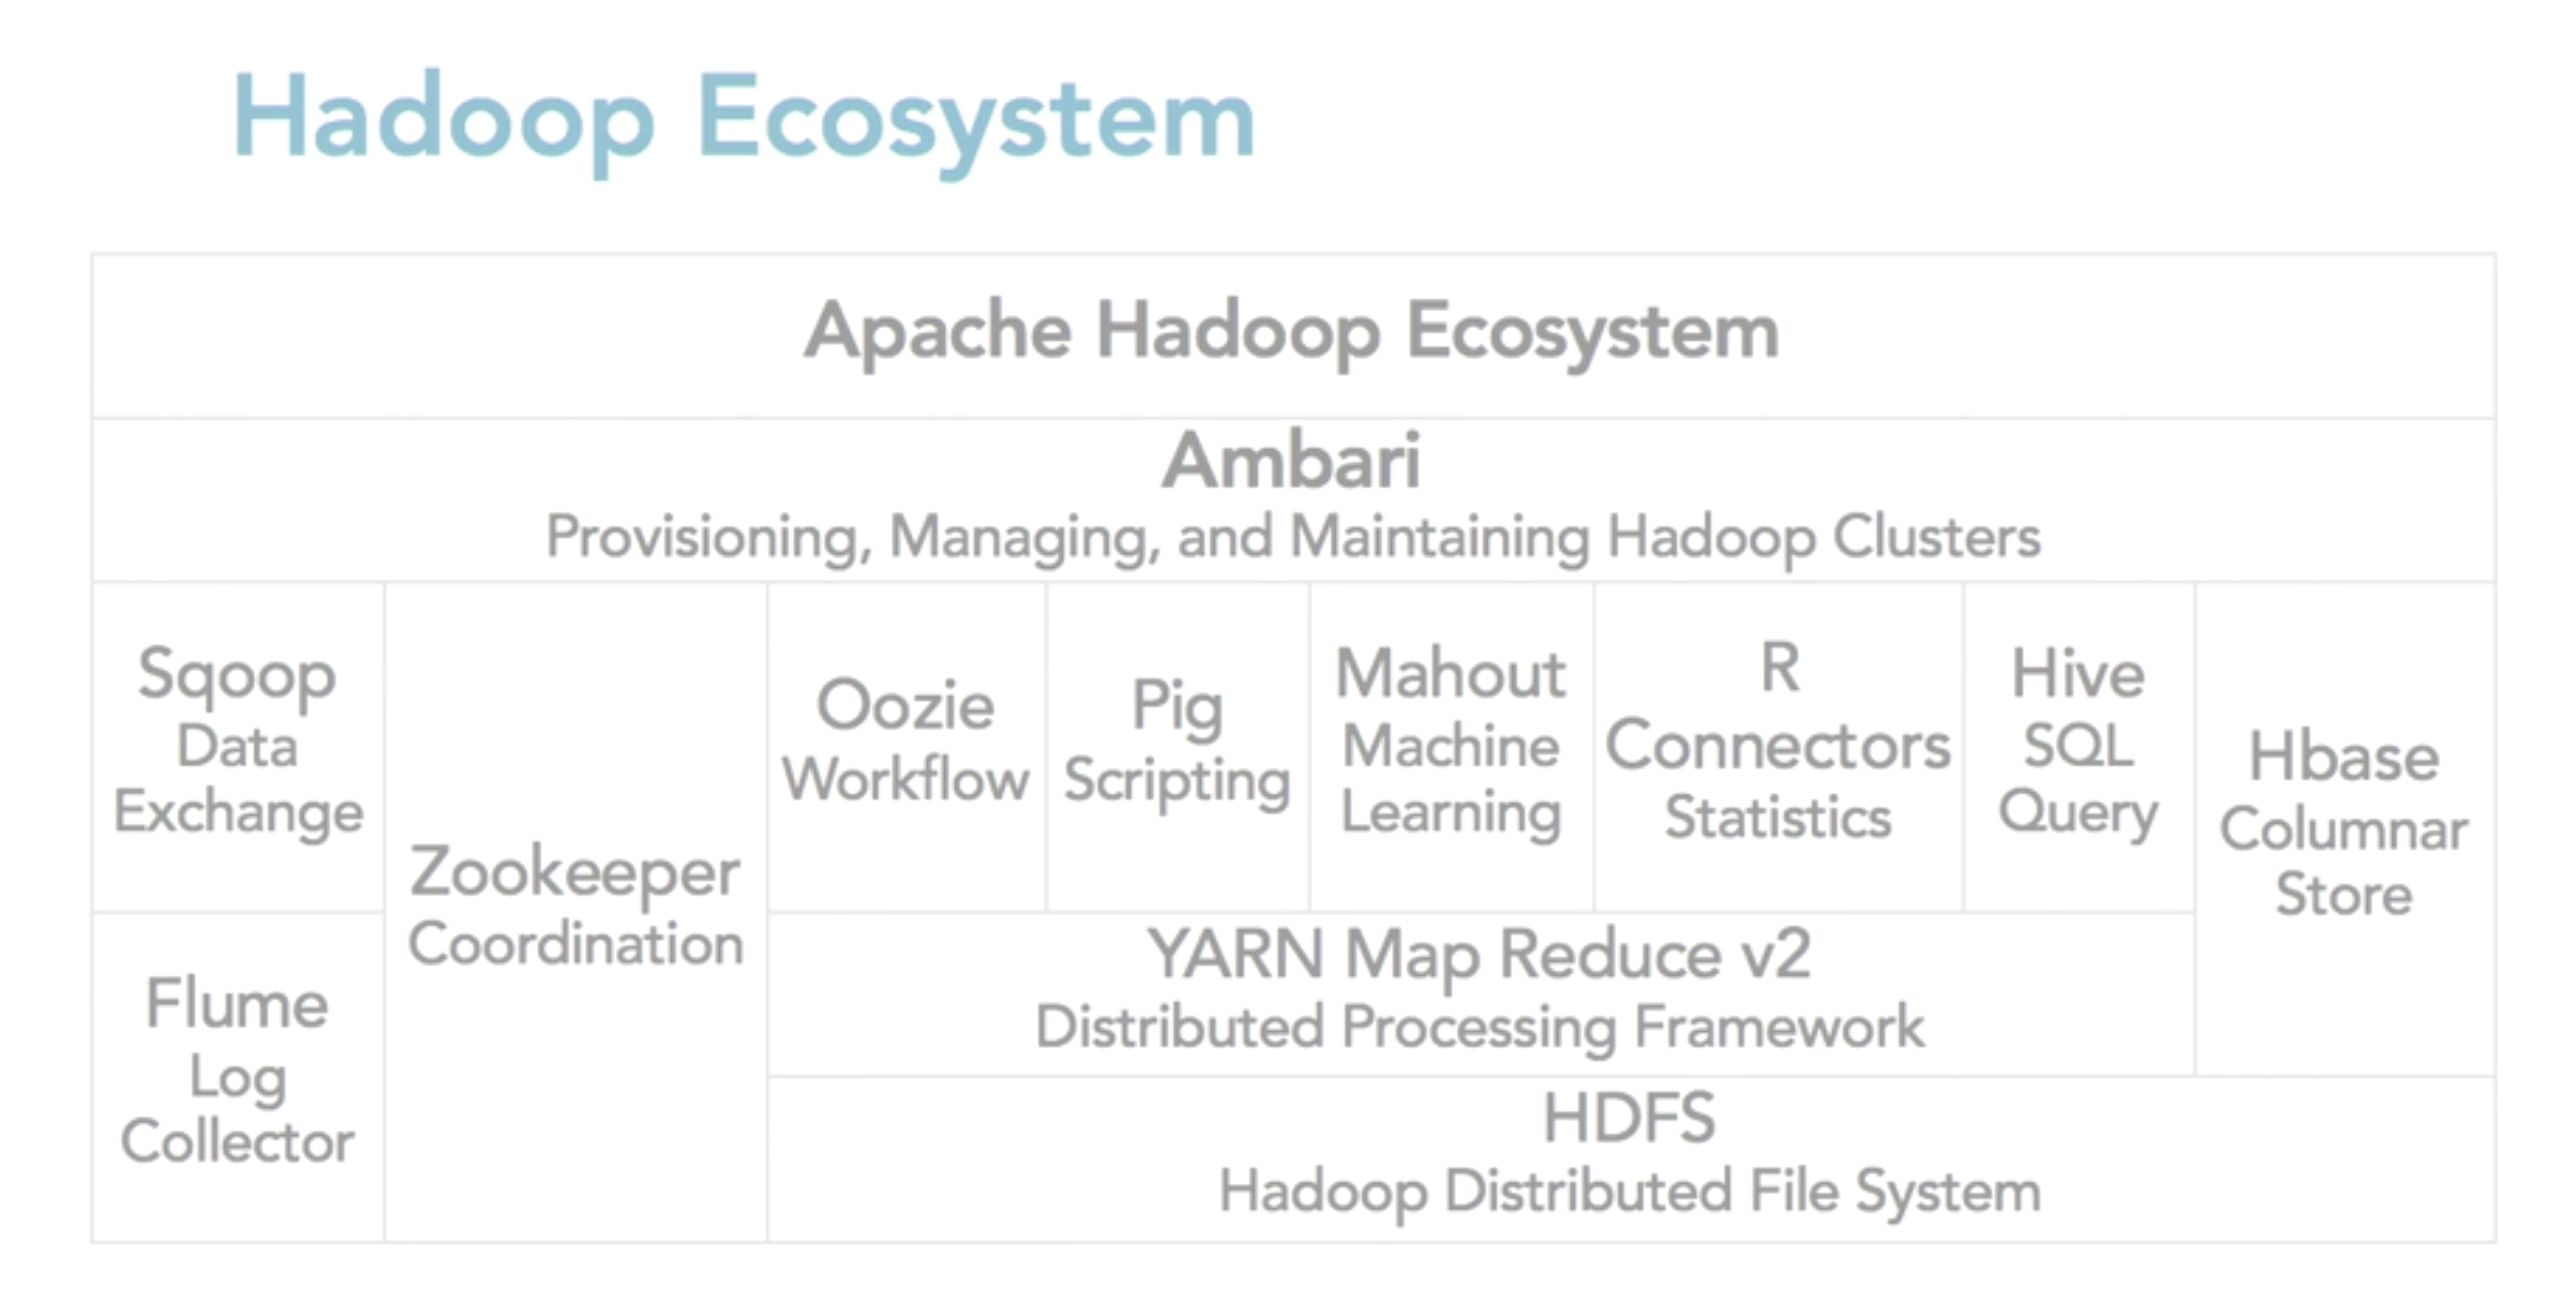 Hadoop Ecosystem
Apache Hadoop Ecosystem
Ambari
Provisioning, Managing, and Maintaining Hadoop Clusters
Sqoop
Data
Exchange
Flume
Log
Collector
Zookeeper
Coordination
Oozie
Workflow
Pig
Scripting
Mahout
Machine
Learning
R
Connectors
Statistics
Hive
SQL
Query
Hbase
Columnar
Store
YARN Map Reduce v2
Distributed Processing Framework
HDFS
Hadoop Distributed File System